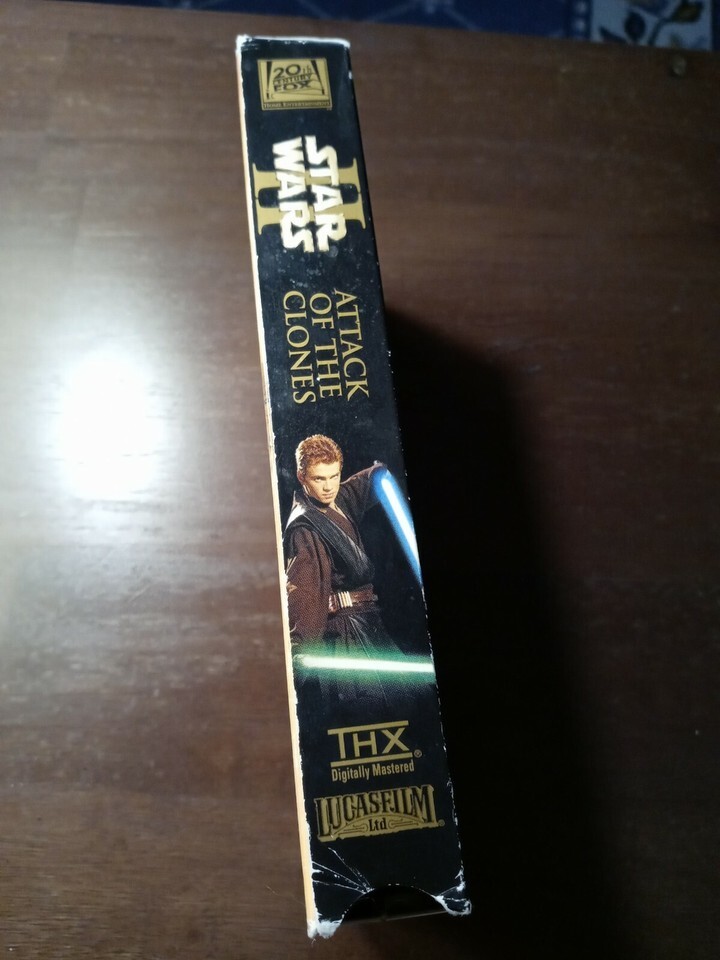 20th
CENTURY
FOX
HOME ENTERTAINMENT
STAR
WARS
II
ATTACK
OF THE
CLONES
THX®
Digitally Mastered
LUCASFILM
Ltd®